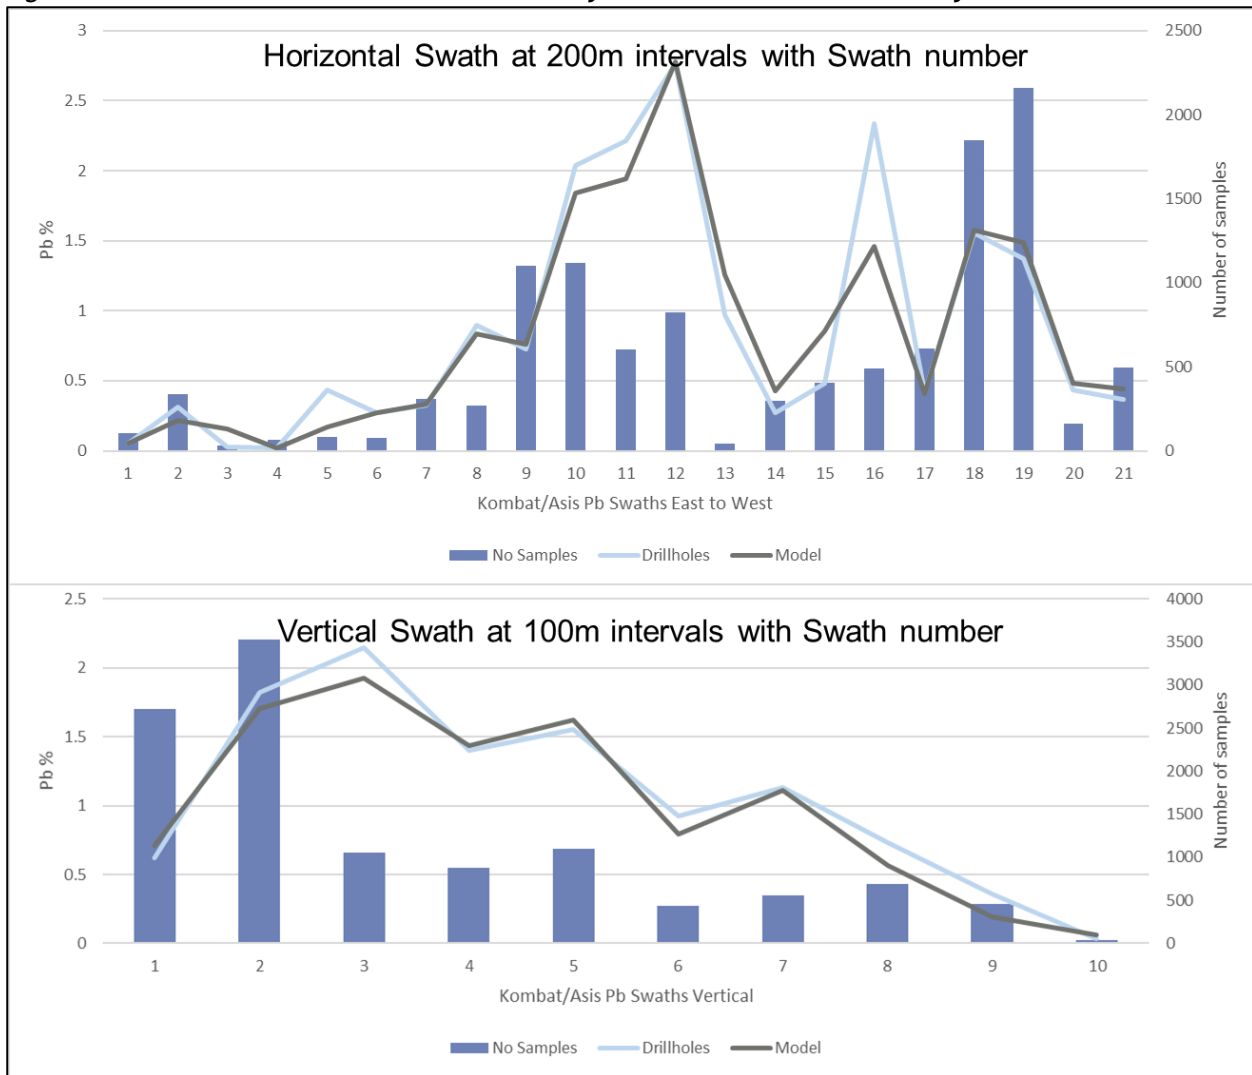 Horizontal Swath at 200m intervals with Swath number
3
2.5
2
1.5
1
0.5
0
Pb %
2500
2000
1500
1000
500
0
Number of samples
1 2 3 4 5 6 7 8 9 10 11 12 13 14 15 16 17 18 19 20 21
Kombat/Asis Pb Swaths East to West
No Samples Drillholes Model
Vertical Swath at 100m intervals with Swath number
2.5
2
1.5
1
0.5
0
Pb %
4000
3500
3000
2500
2000
1500
1000
500
0
Number of samples
1 2 3 4 5 6 7 8 9 10
Kombat/Asis Pb Swaths Vertical
No Samples Drillholes Model